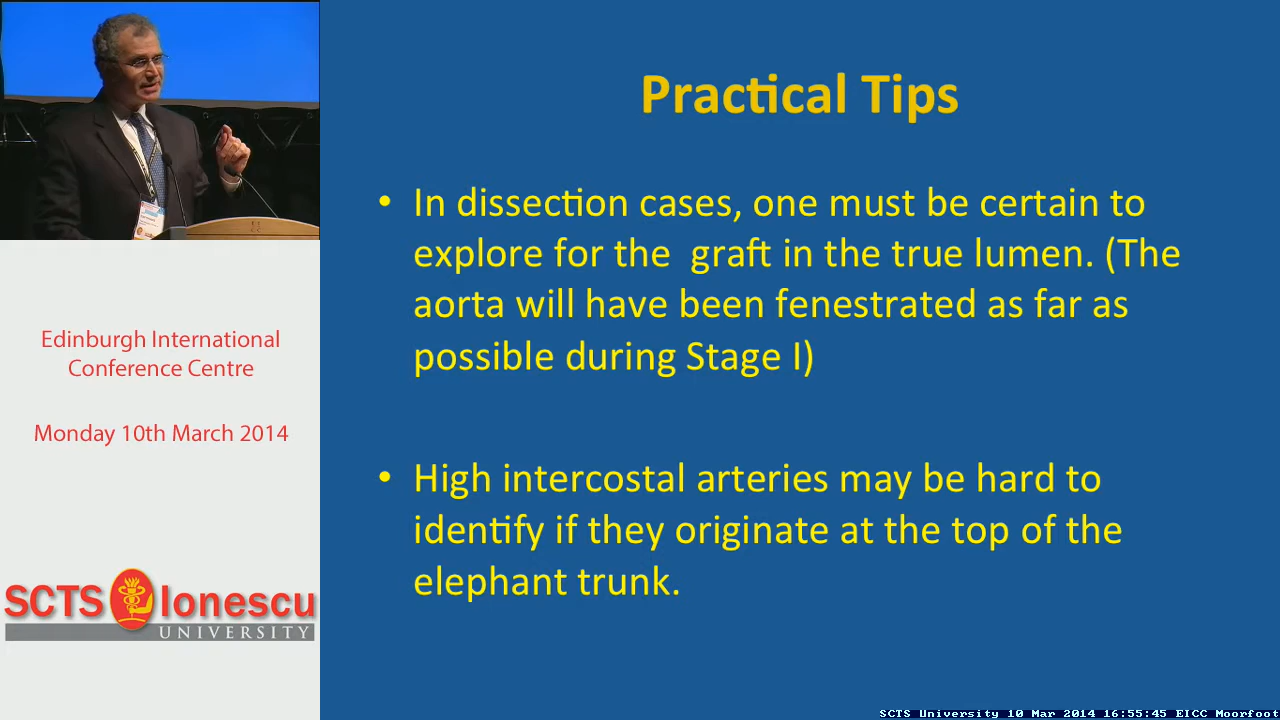 Practical Tips
• In dissection cases, one must be certain to
explore for the graft in the true lumen. (The
aorta will have been fenestrated as far as
possible during Stage I)
• High intercostal arteries may be hard to
identify if they originate at the top of the
elephant trunk.
Edinburgh International
Conference Centre
Monday 10th March 2014
SCTS Ionescu
UNIVERSITY
SCTS University 10 Mar 2014 16:55:45 EICC Moorfoot